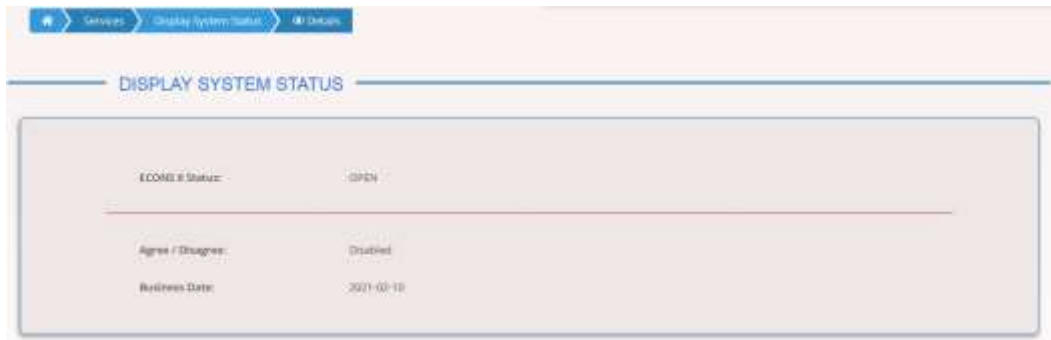 Services Display System Status Details
DISPLAY SYSTEM STATUS
ECONS II Status: OPEN
Agree / Disagree: Disabled
Business Date: 2021-02-10